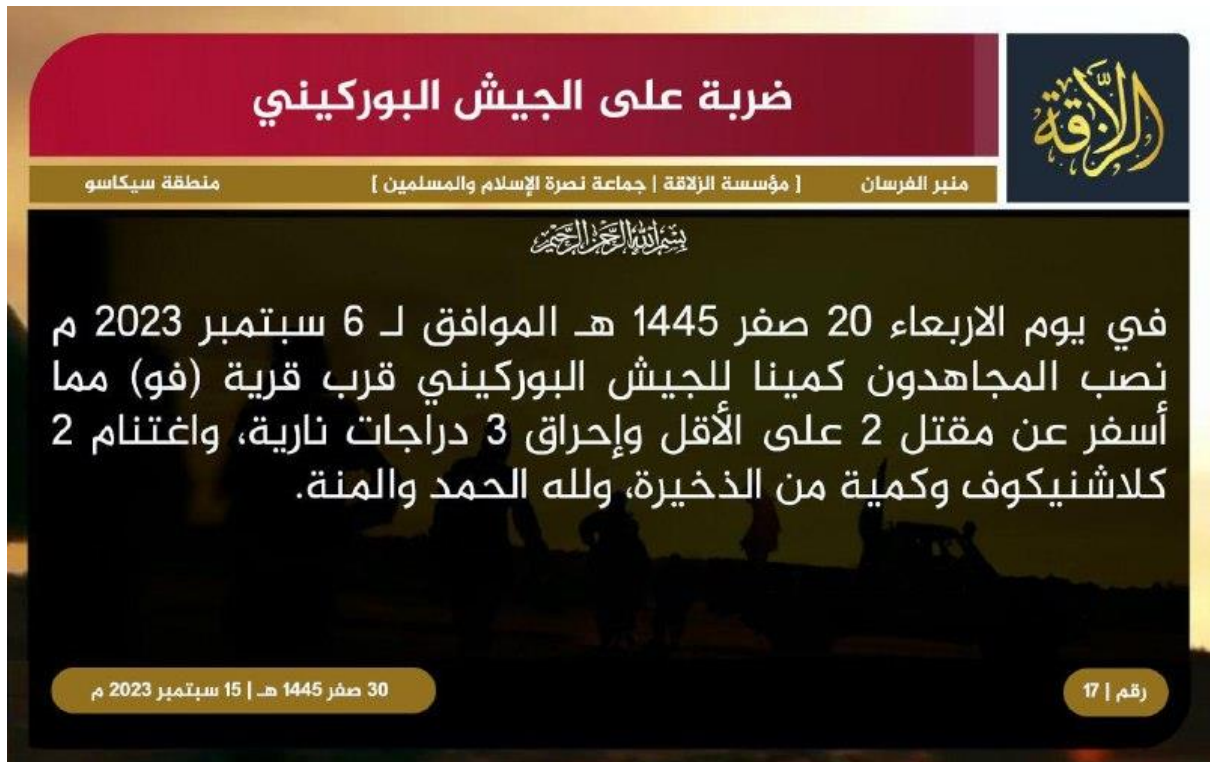 ضربة على الجيش البوركيني
الزلاقة
منبر الفرسان
[ مؤسسة الزلاقة | جماعة نصرة الإسلام والمسلمين ]
منطقة سيكاسو
بسم الله الرحمن الرحيم
في يوم الاربعاء 20 صفر 1445 هـ الموافق لـ 6 سبتمبر 2023 م
نصب المجاهدون كمينا للجيش البوركيني قرب قرية (فو) مما
أسفر عن مقتل 2 على الأقل وإحراق 3 دراجات نارية، واغتنام 2
كلاشنيكوف وكمية من الذخيرة، ولله الحمد والمنة.
رقم | 17
30 صفر 1445 هـ | 15 سبتمبر 2023 م